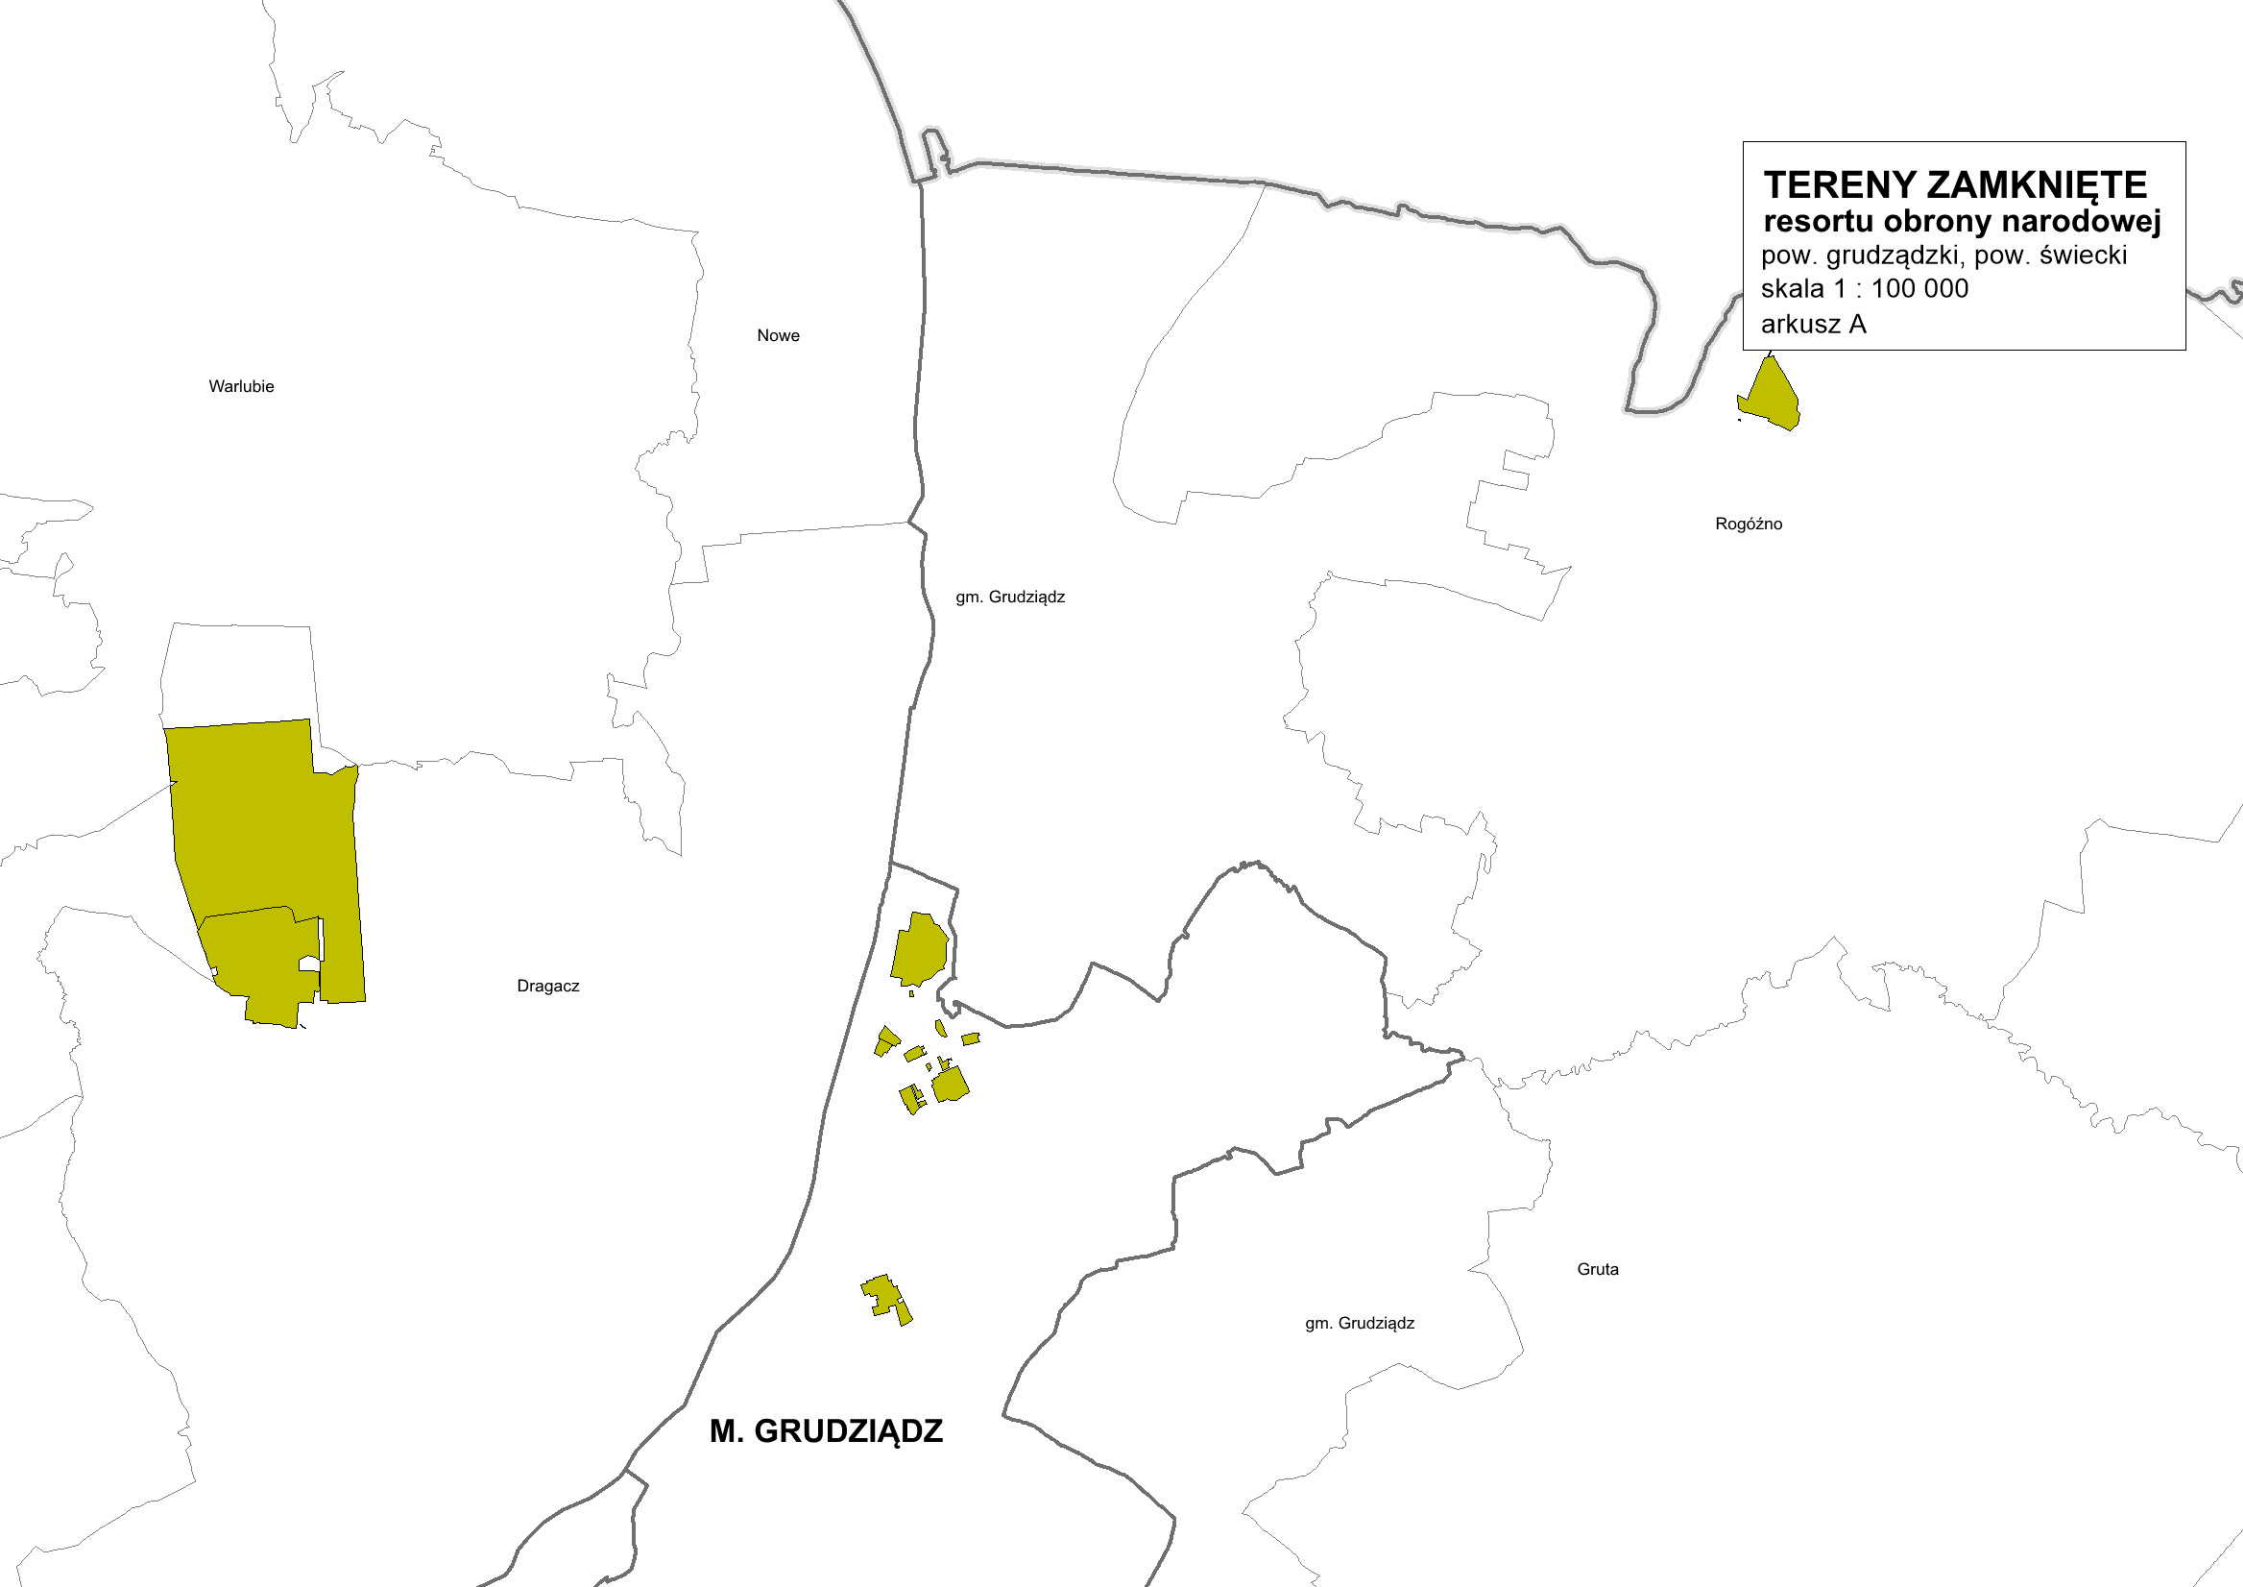 TERENY ZAMKNIĘTE
resortu obrony narodowej
pow. grudządzki, pow. świecki
skala 1 : 100 000
arkusz A
Nowe
Warlubie
Rogóźno
gm. Grudziądz
Dragacz
Gruta
gm. Grudziądz
M. GRUDZIĄDZ